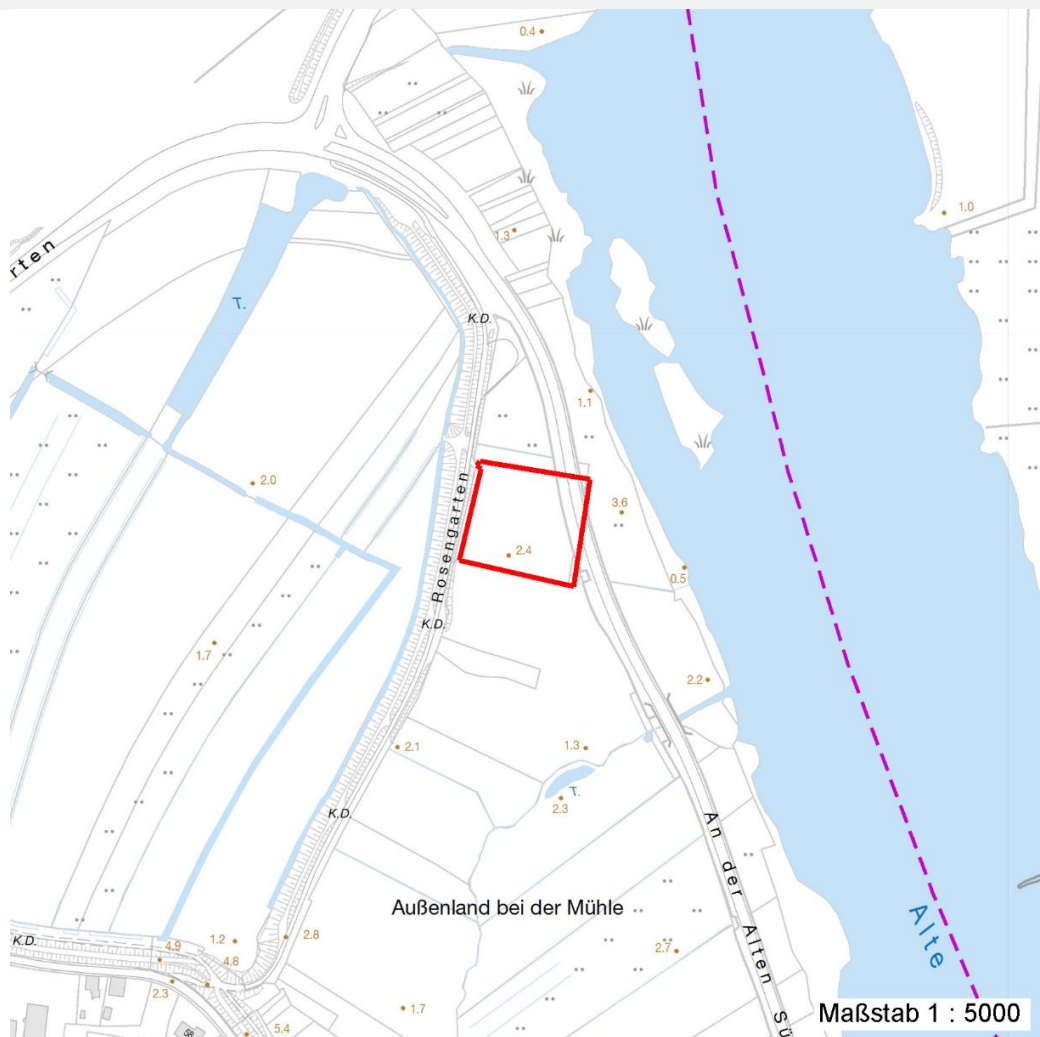 0.4
1.0
1.3
rten
T.
K.D.
1.1
2.0
Rosengarten
3.6
2.4
0.5
K.D.
1.7
2.2
2.1
1.3
T.
2.3
K.D.
An der Alten Sü
Außenland bei der Mühle
Alte
K.D.
4.9
1.2
2.8
4.8
2.7
2.3
1.7
5.4
Maßstab 1 : 5000